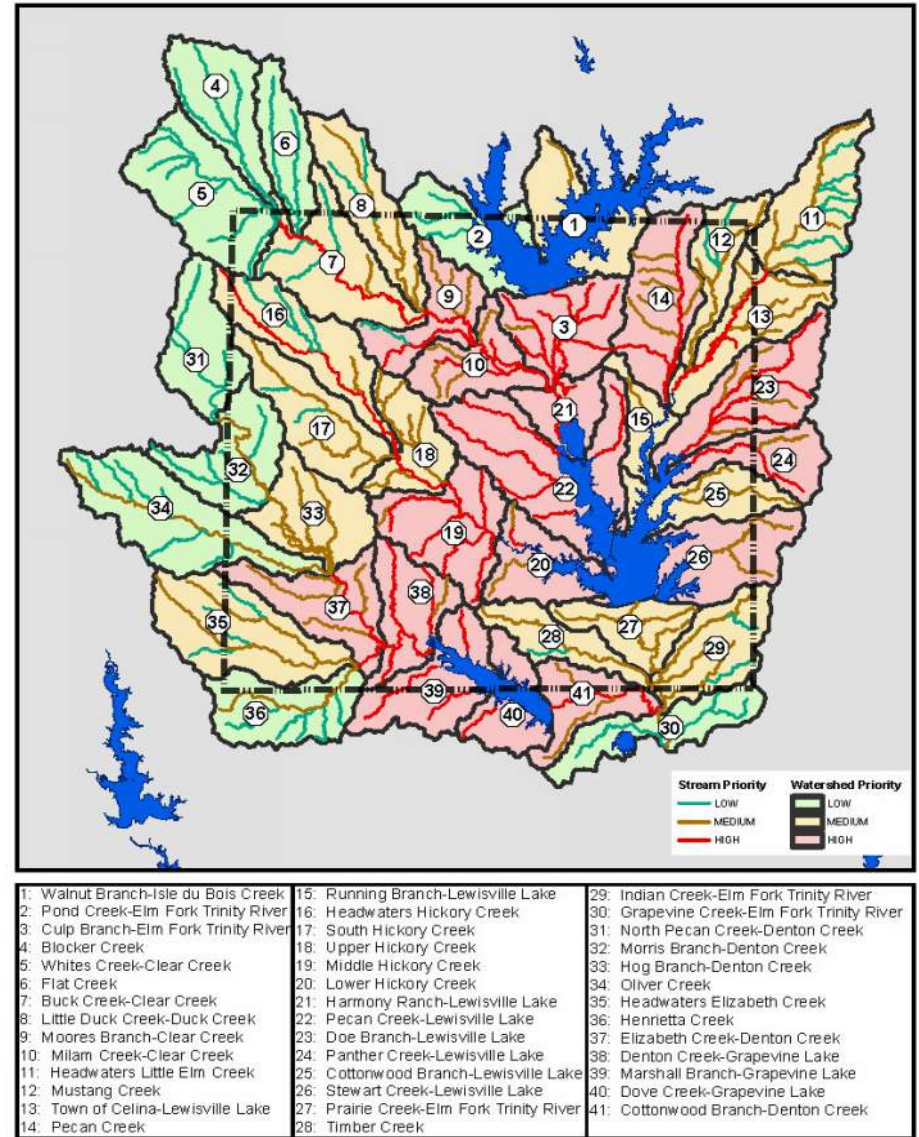 4
6
5
8
2
1
11
12
7
9
14
16
3
13
10
31
23
21
15
17
18
24
32
22
25
34
33
19
20
26
38
37
35
27
28
29
39
41
36
40
30
Stream Priority Watershed Priority
LOW LOW
MEDIUM MEDIUM
HIGH HIGH
1: Walnut Branch-Isle du Bois Creek
2: Pond Creek-Elm Fork Trinity River
3: Culp Branch-Elm Fork Trinity River
4: Blocker Creek
5: Whites Creek-Clear Creek
6: Flat Creek
7: Buck Creek-Clear Creek
8: Little Duck Creek-Duck Creek
9: Moores Branch-Clear Creek
10: Milam Creek-Clear Creek
11: Headwaters Little Elm Creek
12: Mustang Creek
13: Town of Celina-Lewisville Lake
14: Pecan Creek
15: Running Branch-Lewisville Lake
16: Headwaters Hickory Creek
17: South Hickory Creek
18: Upper Hickory Creek
19: Middle Hickory Creek
20: Lower Hickory Creek
21: Harmony Ranch-Lewisville Lake
22: Pecan Creek-Lewisville Lake
23: Doe Branch-Lewisville Lake
24: Panther Creek-Lewisville Lake
25: Cottonwood Branch-Lewisville Lake
26: Stewart Creek-Lewisville Lake
27: Prairie Creek-Elm Fork Trinity River
28: Timber Creek
29: Indian Creek-Elm Fork Trinity River
30: Grapevine Creek-Elm Fork Trinity River
31: North Pecan Creek-Denton Creek
32: Morris Branch-Denton Creek
33: Hog Branch-Denton Creek
34: Oliver Creek
35: Headwaters Elizabeth Creek
36: Henrietta Creek
37: Elizabeth Creek-Denton Creek
38: Denton Creek-Grapevine Lake
39: Marshall Branch-Grapevine Lake
40: Dove Creek-Grapevine Lake
41: Cottonwood Branch-Denton Creek